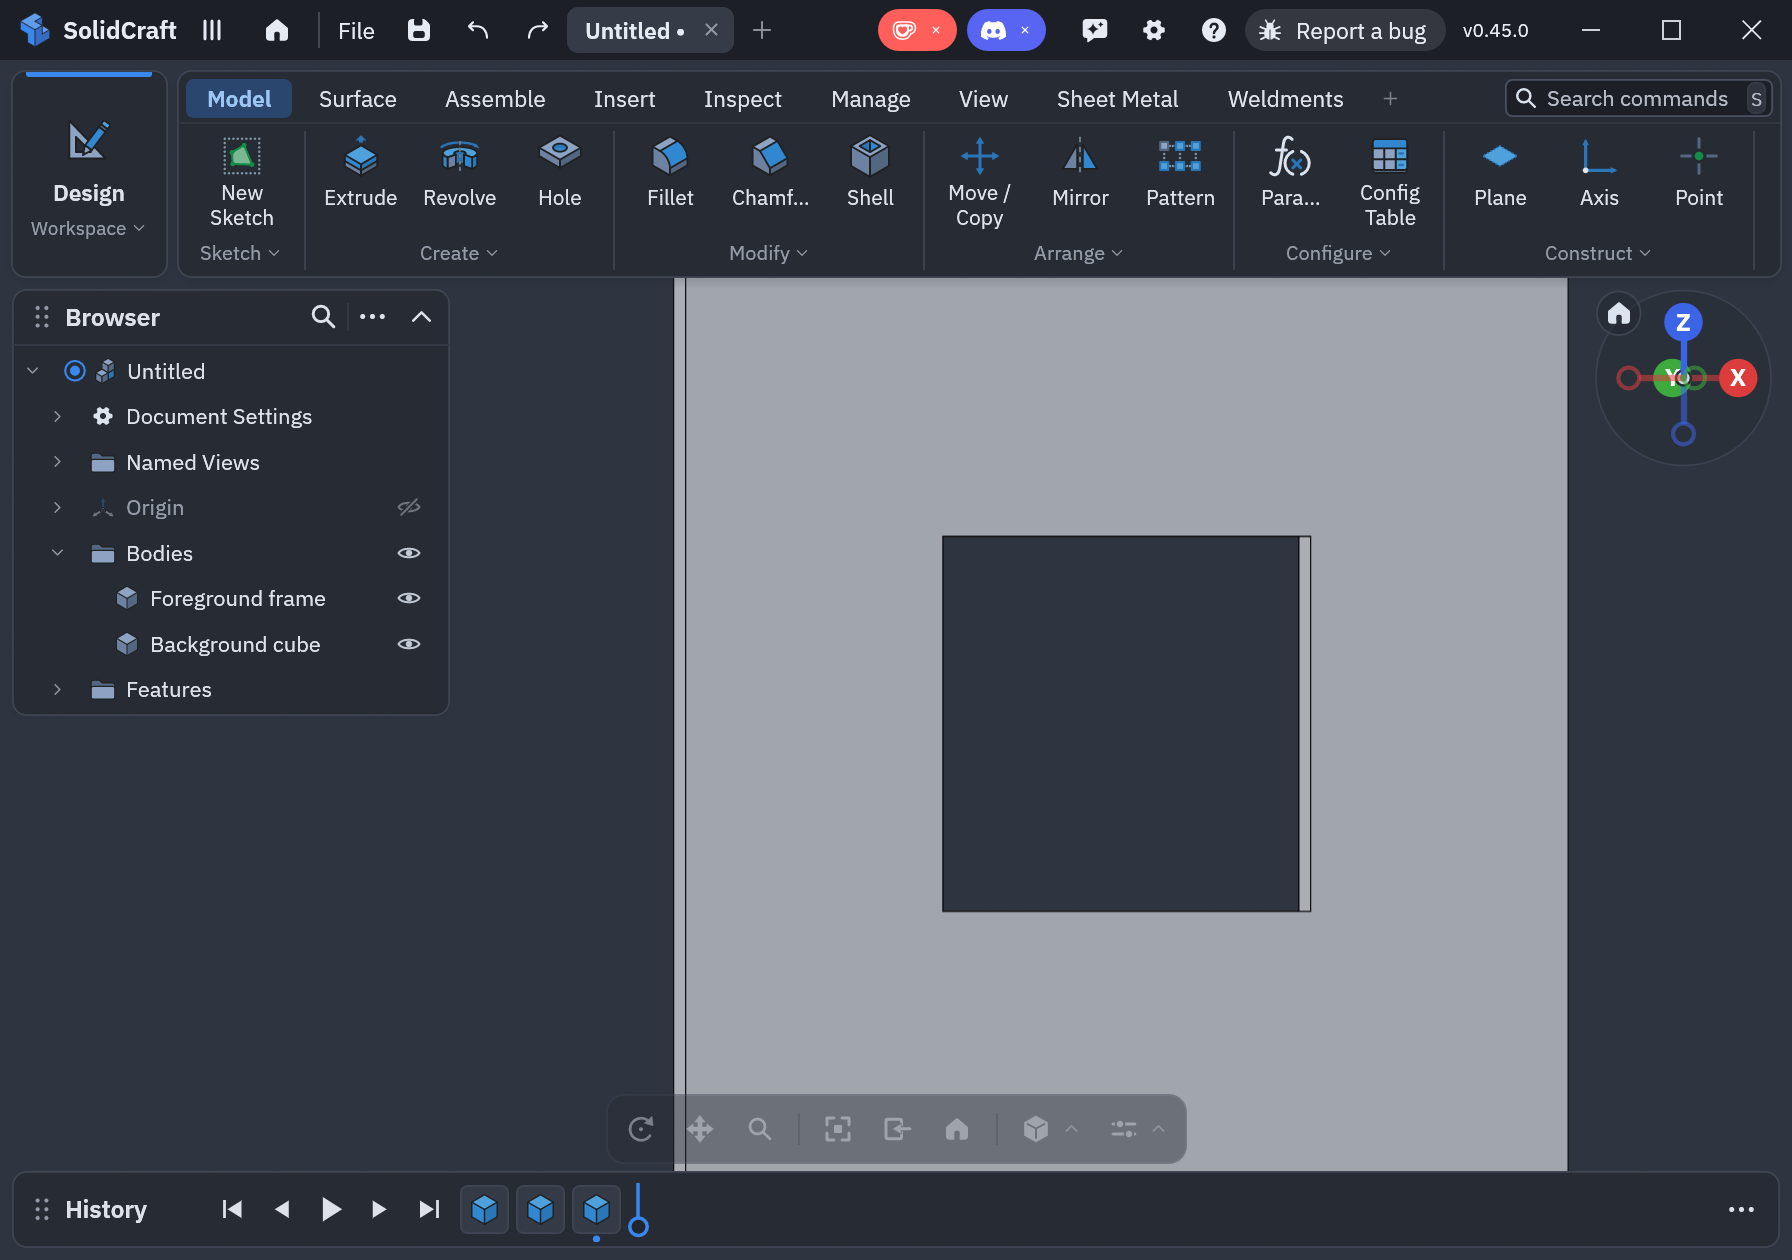 SolidCraft
File
Untitled •
Report a bug
v0.45.0
Design
Workspace
Model
Surface
Assemble
Insert
Inspect
Manage
View
Sheet Metal
Weldments
Search commands
S
New
Sketch
Extrude
Revolve
Hole
Fillet
Chamf...
Shell
Move /
Copy
Mirror
Pattern
Para...
Config
Table
Plane
Axis
Point
Sketch
Create
Modify
Arrange
Configure
Construct
Browser
Untitled
Document Settings
Named Views
Origin
Bodies
Foreground frame
Background cube
Features
Z
Y
X
History